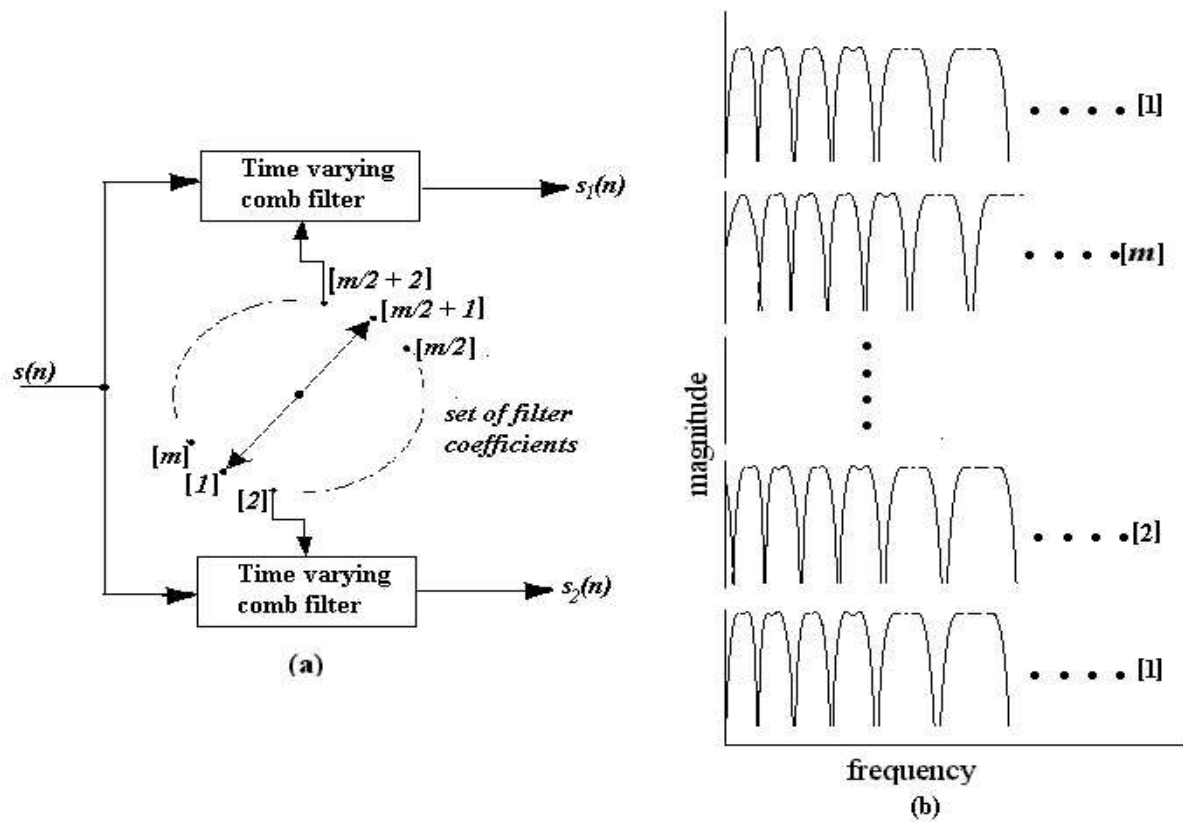 Time varying
comb filter
s1(n)
[m/2 + 2]
[m/2 + 1]
[m/2]
s(n)
set of filter
coefficients
[m]
[1]
[2]
Time varying
comb filter
s2(n)
(a)
[1]
[m]
magnitude
[2]
[1]
frequency
(b)